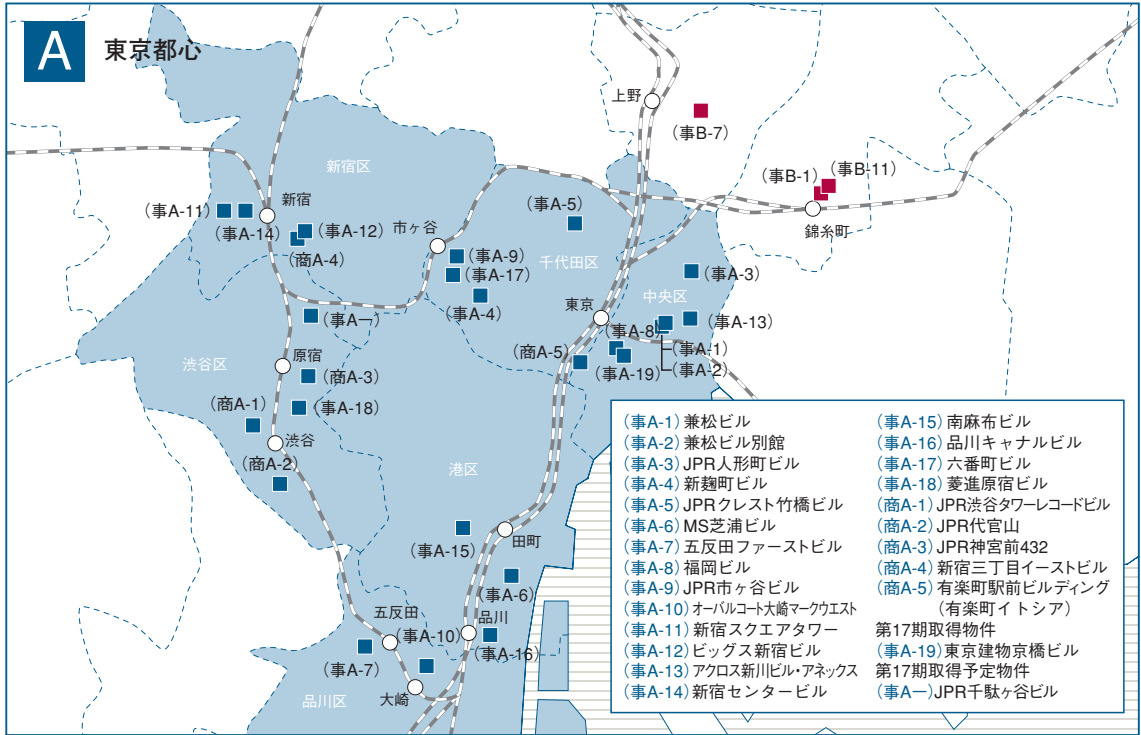 A
東京都心
上野
(事B-7)
新宿区
(事B-1)
(事B-11)
錦糸町
(事A-11)
新宿
(事A-14)
(事A-12)
(商A-4)
市ヶ谷
(事A-5)
(事A-9)
千代田区
(事A-17)
(事A-4)
(事A-3)
中央区
東京
(事A-8)
(事A-13)
(事A-1)
(事A-2)
(商A-5)
(事A-19)
(事A－)
原宿
渋谷区
(商A-3)
(商A-1)
(事A-18)
渋谷
(商A-2)
港区
(事A-15)
田町
(事A-6)
五反田
品川
(事A-10)
(事A-16)
(事A-7)
大崎
品川区
(事A-1) 兼松ビル
(事A-2) 兼松ビル別館
(事A-3) JPR人形町ビル
(事A-4) 新麹町ビル
(事A-5) JPRクレスト竹橋ビル
(事A-6) MS芝浦ビル
(事A-7) 五反田ファーストビル
(事A-8) 福岡ビル
(事A-9) JPR市ヶ谷ビル
(事A-10) オーバルコート大崎マークウエスト
(事A-11) 新宿スクエアタワー
(事A-12) ビッグス新宿ビル
(事A-13) アクロス新川ビル・アネックス
(事A-14) 新宿センタービル
(事A-15) 南麻布ビル
(事A-16) 品川キャナルビル
(事A-17) 六番町ビル
(事A-18) 菱進原宿ビル
(商A-1) JPR渋谷タワーレコードビル
(商A-2) JPR代官山
(商A-3) JPR神宮前432
(商A-4) 新宿三丁目イーストビル
(商A-5) 有楽町駅前ビルディング
(有楽町イトシア)
第17期取得物件
(事A-19) 東京建物京橋ビル
第17期取得予定物件
(事A－) JPR千駄ヶ谷ビル